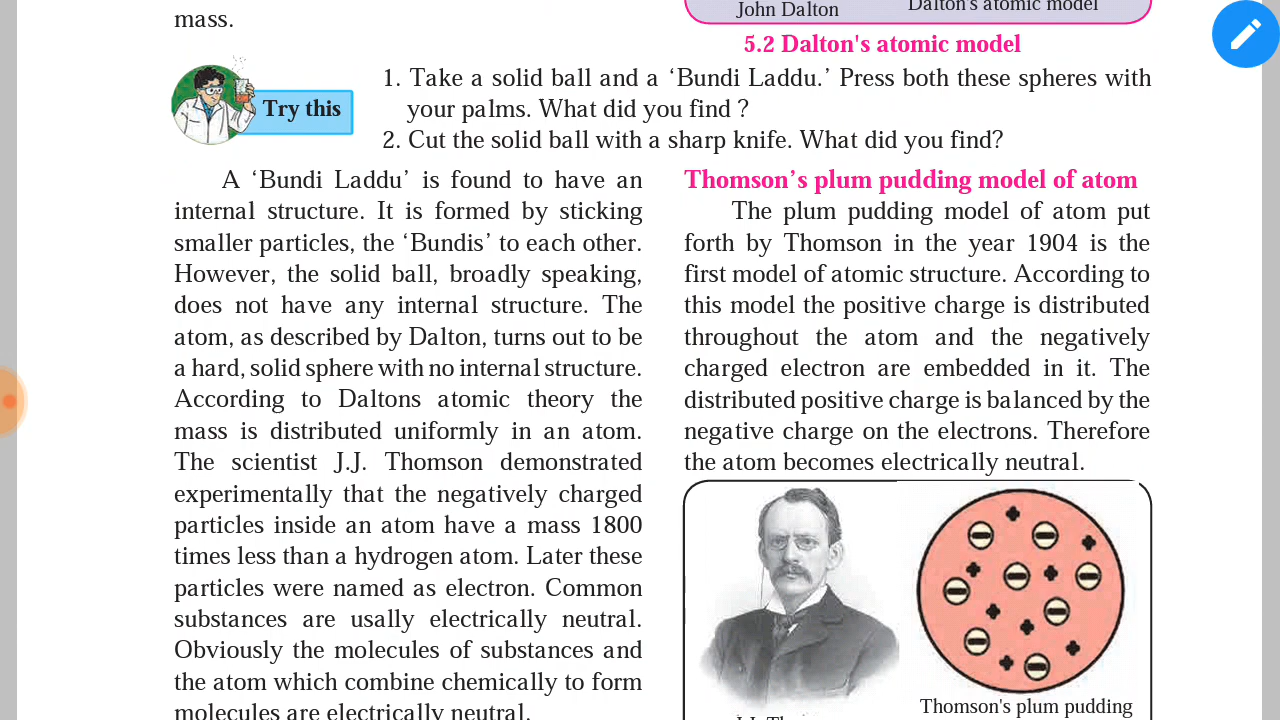 mass.
John Dalton
Dalton's atomic model
5.2 Dalton's atomic model
Try this
1. Take a solid ball and a ‘Bundi Laddu.’ Press both these spheres with
your palms. What did you find ?
2. Cut the solid ball with a sharp knife. What did you find?
A ‘Bundi Laddu’ is found to have an
internal structure. It is formed by sticking
smaller particles, the ‘Bundis’ to each other.
However, the solid ball, broadly speaking,
does not have any internal structure. The
atom, as described by Dalton, turns out to be
a hard, solid sphere with no internal structure.
According to Daltons atomic theory the
mass is distributed uniformly in an atom.
The scientist J.J. Thomson demonstrated
experimentally that the negatively charged
particles inside an atom have a mass 1800
times less than a hydrogen atom. Later these
particles were named as electron. Common
substances are usally electrically neutral.
Obviously the molecules of substances and
the atom which combine chemically to form
molecules are electrically neutral.
Thomson’s plum pudding model of atom
The plum pudding model of atom put
forth by Thomson in the year 1904 is the
first model of atomic structure. According to
this model the positive charge is distributed
throughout the atom and the negatively
charged electron are embedded in it. The
distributed positive charge is balanced by the
negative charge on the electrons. Therefore
the atom becomes electrically neutral.
Thomson's plum pudding